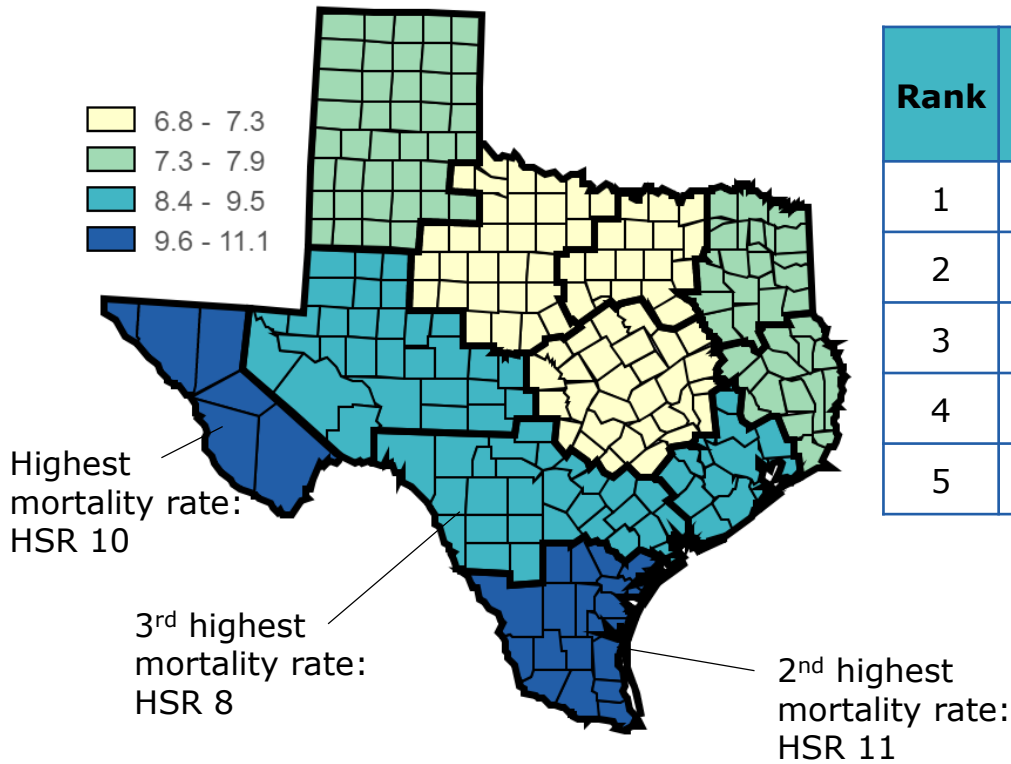 6.8 - 7.3
7.3 - 7.9
8.4 - 9.5
9.6 - 11.1
Highest
mortality rate:
HSR 10
3rd highest
mortality rate:
HSR 8
2nd highest
mortality rate:
HSR 11
Rank
1
2
3
4
5